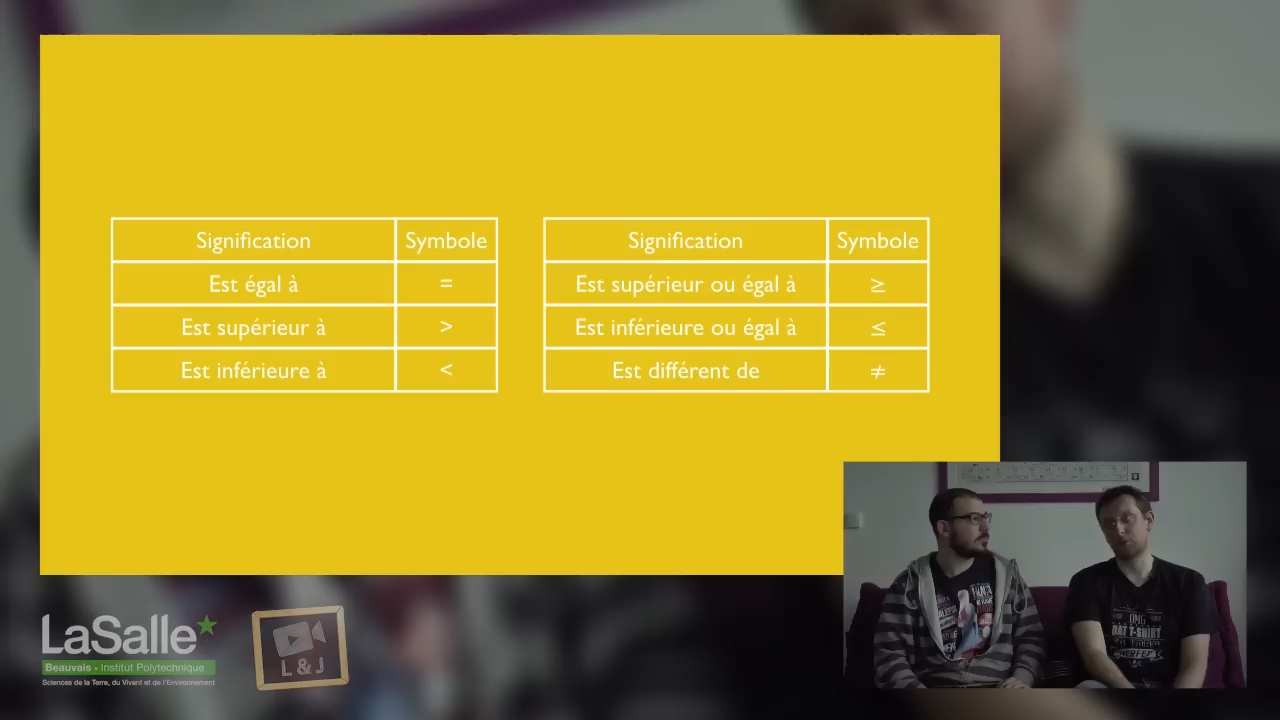 Signification Symbole
Est égal à =
Est supérieur à >
Est inférieure à <
Signification Symbole
Est supérieur ou égal à ≥
Est inférieure ou égal à ≤
Est différent de ≠
LaSalle
Beauvais • Institut Polytechnique
Sciences de la Terre, du Vivant et de l'Environnement
L & J
OMG